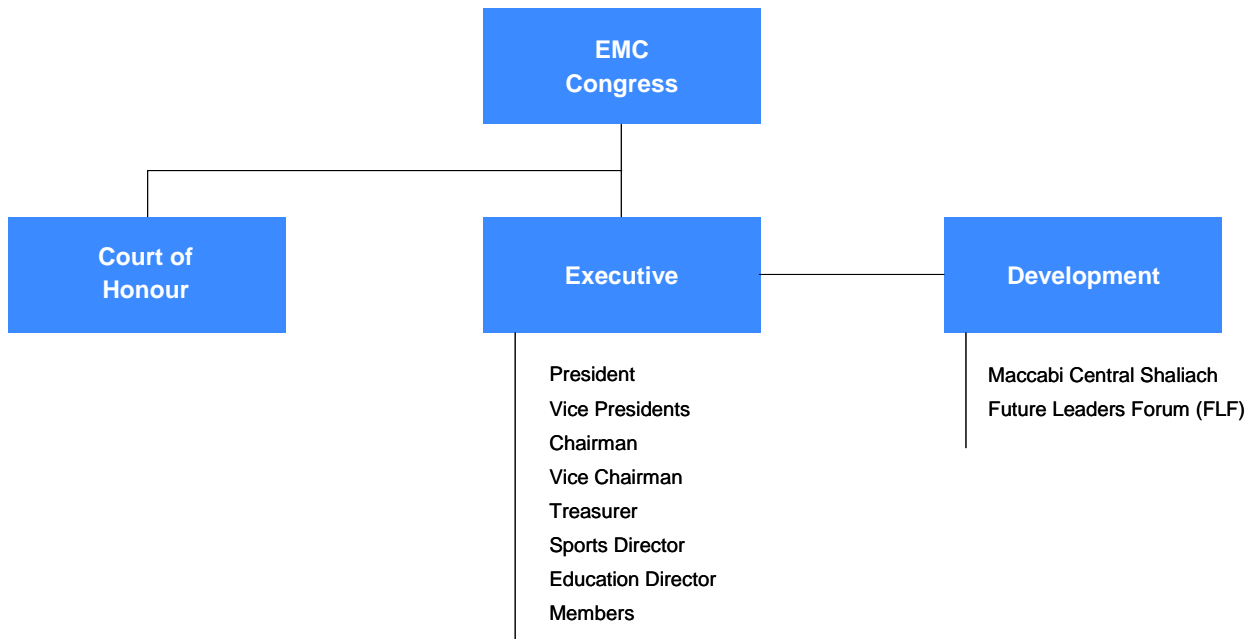 EMC
Congress
Court of
Honour
Executive
Development
President
Vice Presidents
Chairman
Vice Chairman
Treasurer
Sports Director
Education Director
Members
Maccabi Central Shaliach
Future Leaders Forum (FLF)